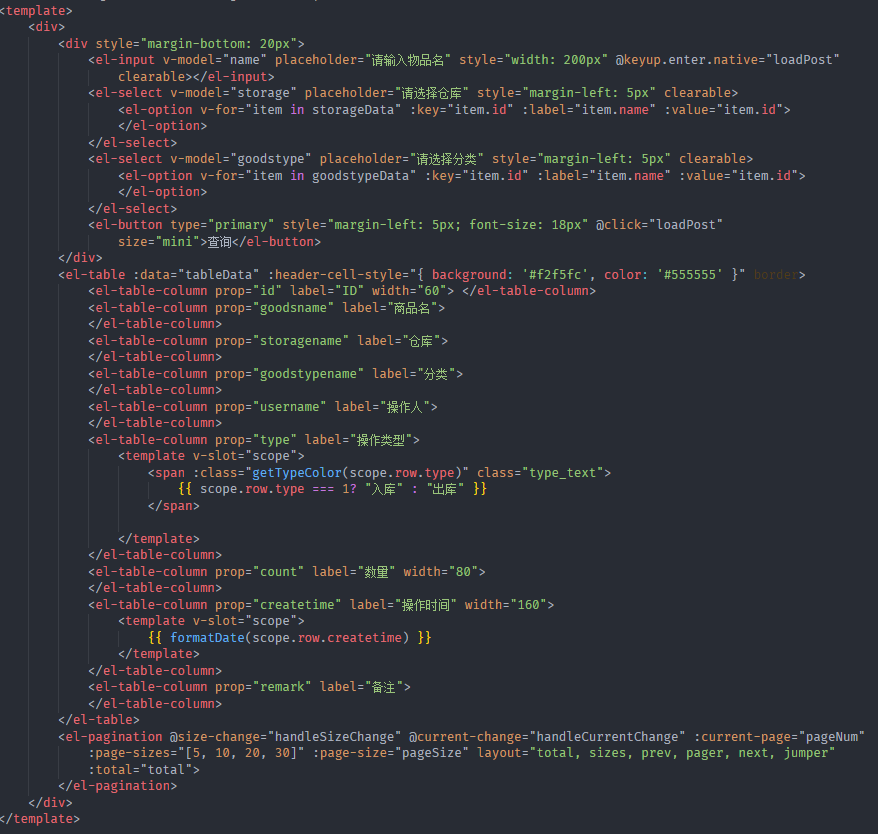 <template>
<div>
<div style="margin-bottom: 20px">
<el-input v-model="name" placeholder="请输入物品名" style="width: 200px" @keyup.enter.native="loadPost"
clearable></el-input>
<el-select v-model="storage" placeholder="请选择仓库" style="margin-left: 5px" clearable>
<el-option v-for="item in storageData" :key="item.id" :label="item.name" :value="item.id">
</el-option>
</el-select>
<el-select v-model="goodstype" placeholder="请选择分类" style="margin-left: 5px" clearable>
<el-option v-for="item in goodstypeData" :key="item.id" :label="item.name" :value="item.id">
</el-option>
</el-select>
<el-button type="primary" style="margin-left: 5px; font-size: 18px" @click="loadPost"
size="mini">查询</el-button>
</div>
<el-table :data="tableData" :header-cell-style="{ background: '#f2f5fc', color: '#555555' }" border>
<el-table-column prop="id" label="ID" width="60"> </el-table-column>
<el-table-column prop="goodsname" label="商品名">
</el-table-column>
<el-table-column prop="storagename" label="仓库">
</el-table-column>
<el-table-column prop="goodstypename" label="分类">
</el-table-column>
<el-table-column prop="username" label="操作人">
</el-table-column>
<el-table-column prop="type" label="操作类型">
<template v-slot="scope">
<span :class="getTypeColor(scope.row.type)" class="type_text">
{{ scope.row.type === 1? "入库" : "出库" }}
</span>
</template>
</el-table-column>
<el-table-column prop="count" label="数量" width="80">
</el-table-column>
<el-table-column prop="createtime" label="操作时间" width="160">
<template v-slot="scope">
{{ formatDate(scope.row.createtime) }}
</template>
</el-table-column>
<el-table-column prop="remark" label="备注">
</el-table-column>
</el-table>
<el-pagination @size-change="handleSizeChange" @current-change="handleCurrentChange" :current-page="pageNum"
:page-sizes="[5, 10, 20, 30]" :page-size="pageSize" layout="total, sizes, prev, pager, next, jumper"
:total="total">
</el-pagination>
</div>
</template>